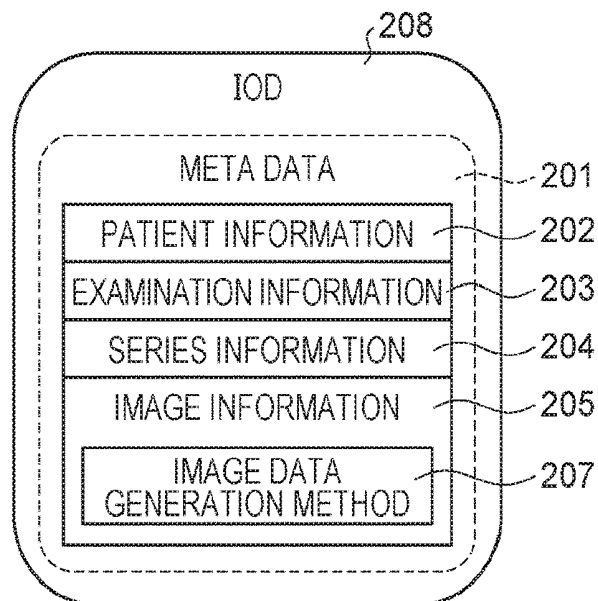 208
IOD
META DATA
201
PATIENT INFORMATION
202
EXAMINATION INFORMATION
203
SERIES INFORMATION
204
IMAGE INFORMATION
205
IMAGE DATA
GENERATION METHOD
207